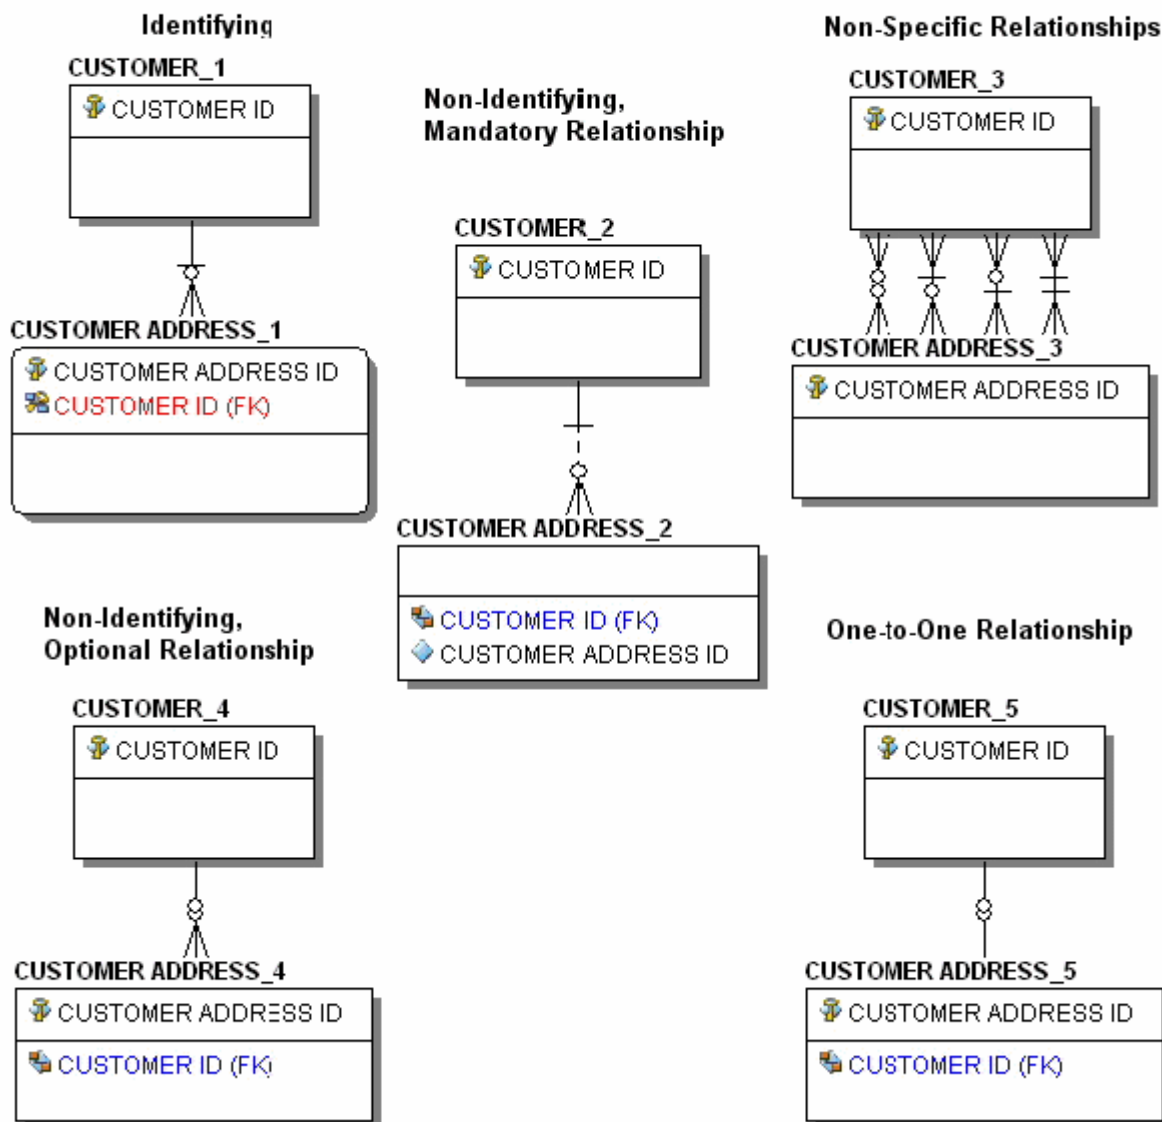 Identifying
CUSTOMER_1
CUSTOMER ID
CUSTOMER ADDRESS_1
CUSTOMER ADDRESS ID
CUSTOMER ID (FK)
Non-Identifying,
Mandatory Relationship
CUSTOMER_2
CUSTOMER ID
CUSTOMER ADDRESS_2
CUSTOMER ID (FK)
CUSTOMER ADDRESS ID
Non-Specific Relationships
CUSTOMER_3
CUSTOMER ID
CUSTOMER ADDRESS_3
CUSTOMER ADDRESS ID
Non-Identifying,
Optional Relationship
CUSTOMER_4
CUSTOMER ID
CUSTOMER ADDRESS_4
CUSTOMER ADDRESS ID
CUSTOMER ID (FK)
One-to-One Relationship
CUSTOMER_5
CUSTOMER ID
CUSTOMER ADDRESS_5
CUSTOMER ADDRESS ID
CUSTOMER ID (FK)